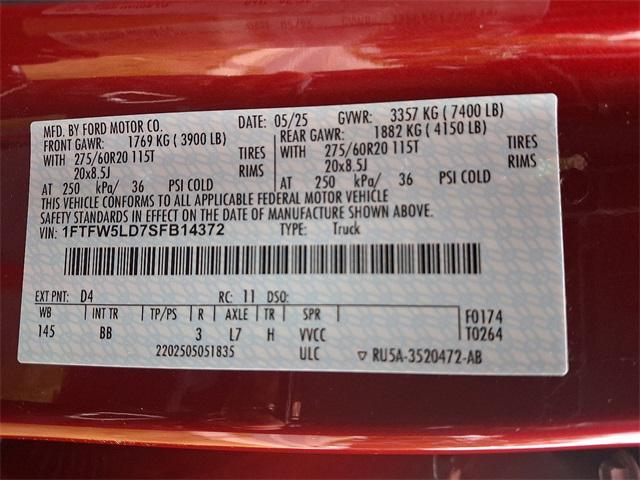 MFD. BY FORD MOTOR CO. DATE: 05/25 GVWR: 3357 KG ( 7400 LB)
FRONT GAWR: 1769 KG ( 3900 LB) REAR GAWR: 1882 KG ( 4150 LB)
WITH 275/60R20 115T TIRES WITH 275/60R20 115T TIRES
20x8.5J RIMS 20x8.5J RIMS
AT 250 kPa/ 36 PSI COLD AT 250 kPa/ 36 PSI COLD
THIS VEHICLE CONFORMS TO ALL APPLICABLE FEDERAL MOTOR VEHICLE
SAFETY STANDARDS IN EFFECT ON THE DATE OF MANUFACTURE SHOWN ABOVE.
VIN: 1FTFW5LD7SFB14372 TYPE: Truck
EXT PNT: D4 RC: 11 DSO:
WB INT TR TP/PS R AXLE TR SPR F0174
145 BB 3 L7 H VVCC T0264
2202505051835 ULC ▽ RU5A-3520472-AB